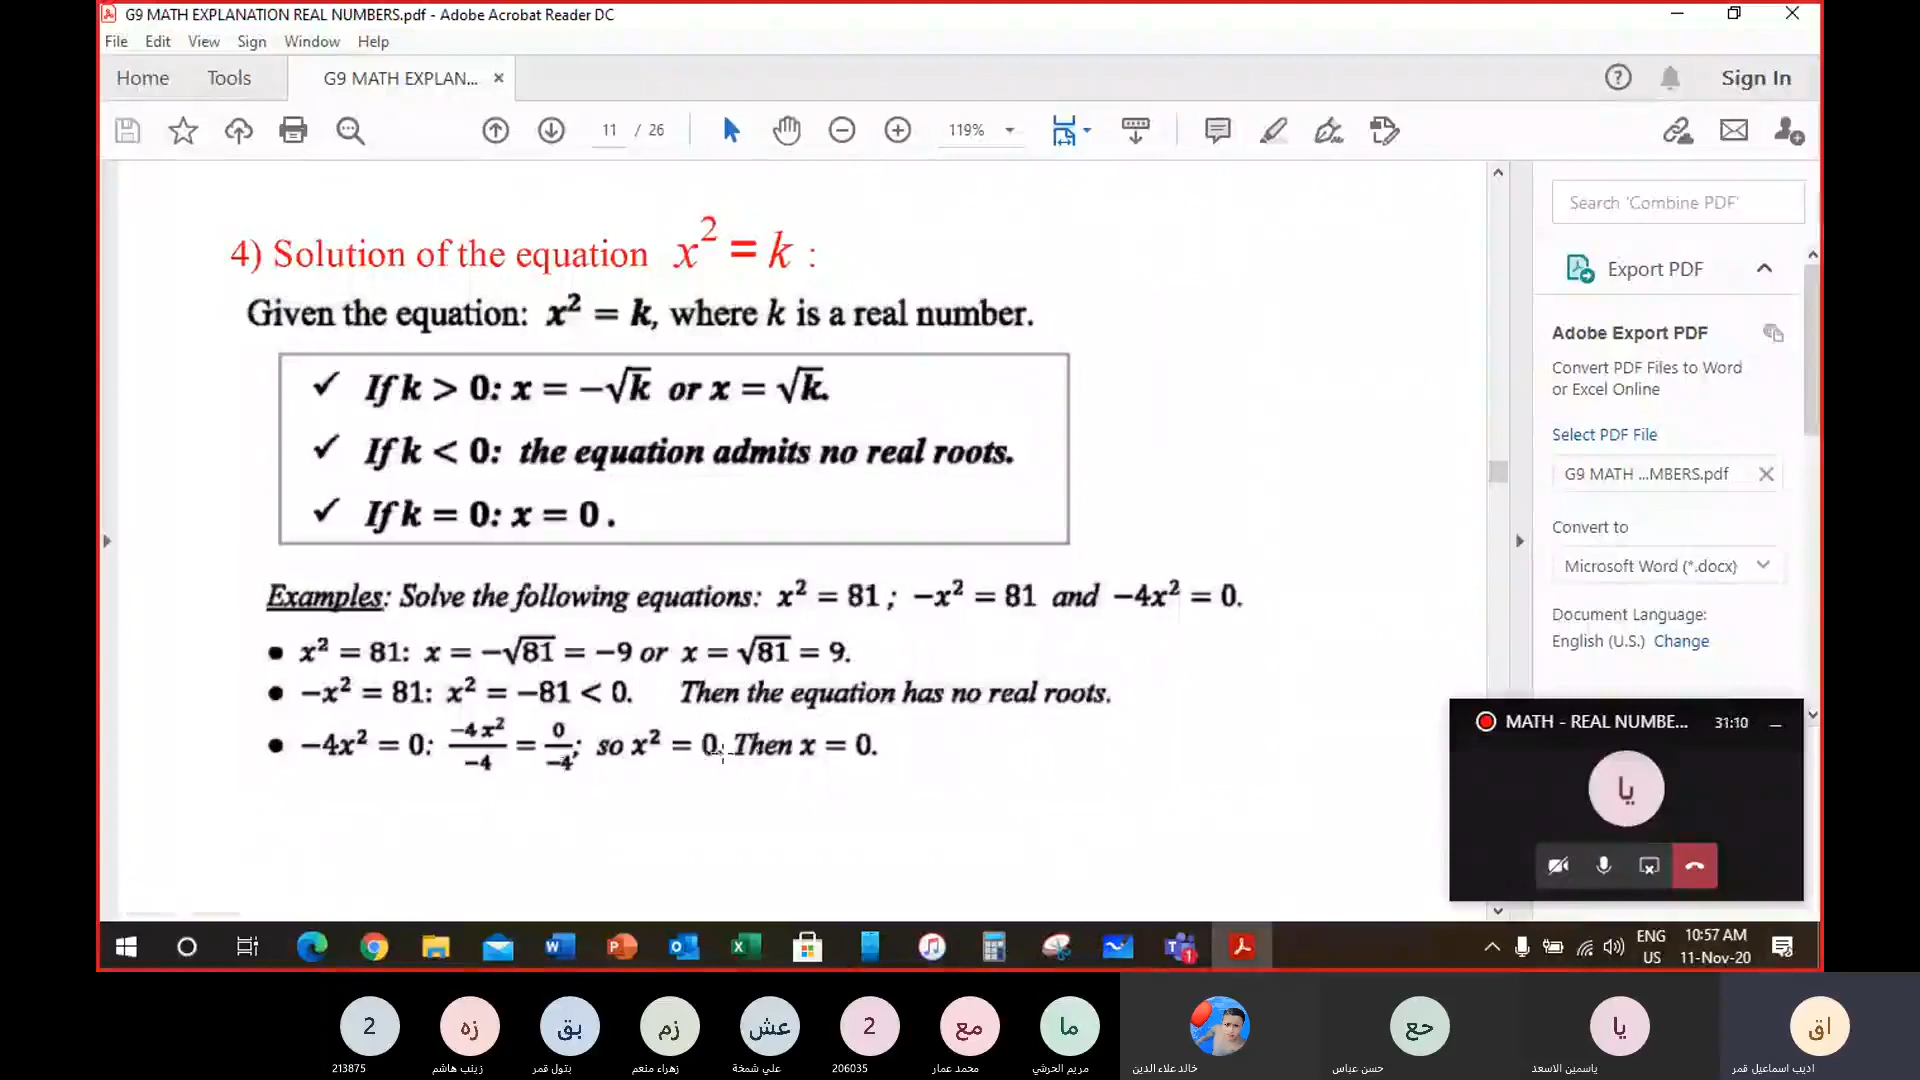 G9 MATH EXPLANATION REAL NUMBERS.pdf - Adobe Acrobat Reader DC
File Edit View Sign Window Help
Home Tools G9 MATH EXPLAN... × Sign In
11 / 26 119%
4) Solution of the equation x² = k :
Given the equation: x² = k, where k is a real number.
✓ If k > 0: x = −√k or x = √k.
✓ If k < 0: the equation admits no real roots.
✓ If k = 0: x = 0 .
Examples: Solve the following equations: x² = 81 ; −x² = 81 and −4x² = 0.
• x² = 81: x = −√81 = −9 or x = √81 = 9.
• −x² = 81: x² = −81 < 0. Then the equation has no real roots.
• −4x² = 0: −4x²/−4 = 0/−4; so x² = 0. Then x = 0.
Search 'Combine PDF'
Export PDF
Adobe Export PDF
Convert PDF Files to Word
or Excel Online
Select PDF File
G9 MATH ...MBERS.pdf
Convert to
Microsoft Word (*.docx)
Document Language:
English (U.S.) Change
MATH - REAL NUMBE... 31:10
يا
ENG 10:57 AM
US 11-Nov-20
2 زه بق زم عش 2 مع ما حع يا اق
213875 زينب هاشم بتول قمر زهراء منعم علي شمخة 206035 محمد عمار مريم الحرشي خالد علاء الدين حسن عباس ياسمين الاسعد اديب اسماعيل قمر